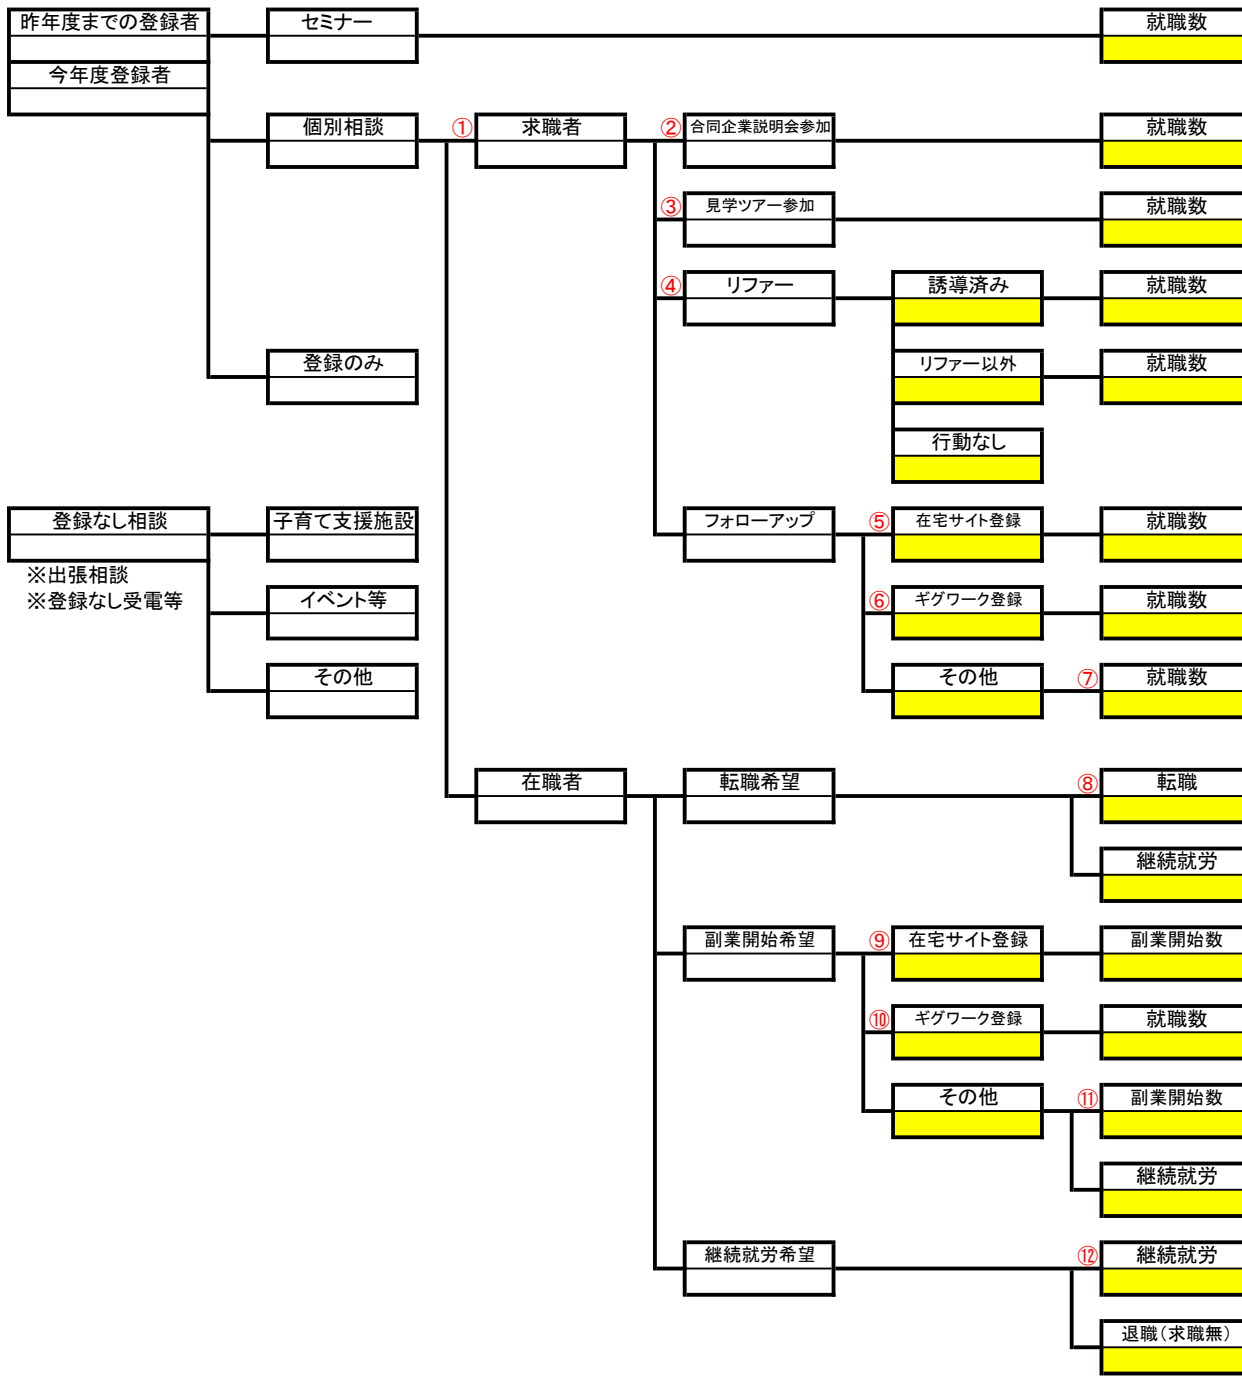 昨年度までの登録者
セミナー
就職数
今年度登録者
個別相談
①
求職者
②
合同企業説明会参加
就職数
③
見学ツアー参加
就職数
④
リファー
誘導済み
就職数
登録のみ
リファー以外
就職数
行動なし
登録なし相談
子育て支援施設
フォローアップ
⑤
在宅サイト登録
就職数
※出張相談
※登録なし受電等
イベント等
⑥
ギグワーク登録
就職数
その他
その他
⑦
就職数
在職者
転職希望
⑧
転職
継続就労
副業開始希望
⑨
在宅サイト登録
副業開始数
⑩
ギグワーク登録
就職数
その他
⑪
副業開始数
継続就労
継続就労希望
⑫
継続就労
退職(求職無)